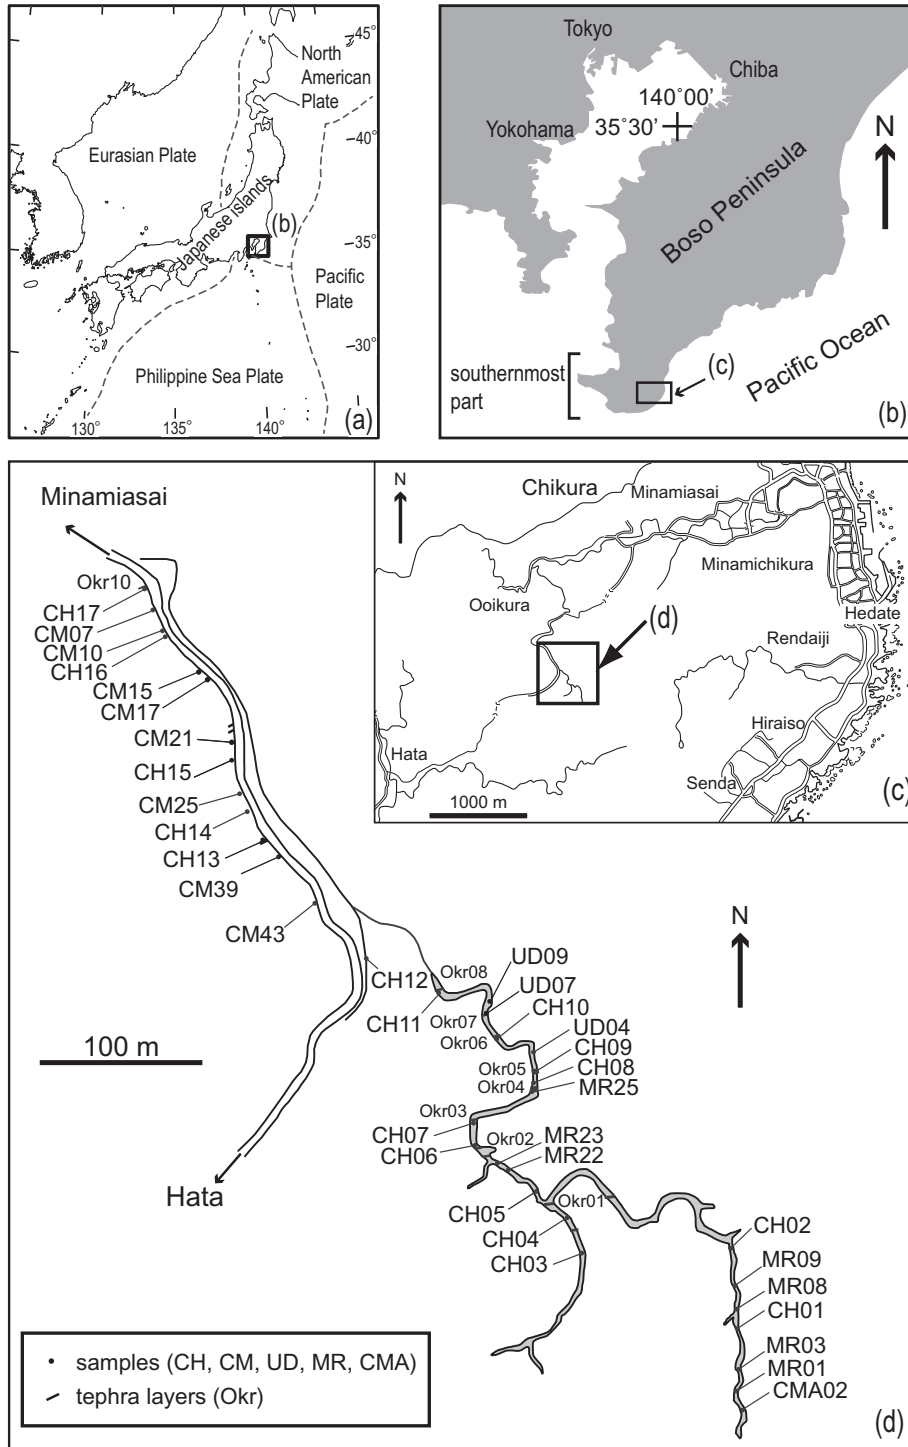 45°
North
American
Plate
40°
Eurasian Plate
Japanese Islands
(b)
35°
Pacific
Plate
30°
Philippine Sea Plate
130°
135°
140°
(a)
Tokyo
Chiba
140°00'
35°30'
Yokohama
N
Boso Peninsula
Pacific Ocean
southernmost
part
(c)
(b)
Minamiasai
Okr10
CH17
CM07
CM10
CH16
CM15
CM17
CM21
CH15
CM25
CH14
CH13
CM39
CM43
N
Chikura
Minamiasai
Minamichikura
Ooikura
Hedate
(d)
Rendaiji
Hiraiso
Hata
Senda
1000 m
(c)
N
CH12
Okr08
UD09
UD07
CH11
CH10
Okr07
Okr06
UD04
CH09
Okr05
CH08
Okr04
MR25
100 m
Okr03
CH07
Okr02
MR23
CH06
MR22
Hata
Okr01
CH05
CH04
CH03
CH02
MR09
MR08
CH01
MR03
MR01
CMA02
samples (CH, CM, UD, MR, CMA)
tephra layers (Okr)
(d)